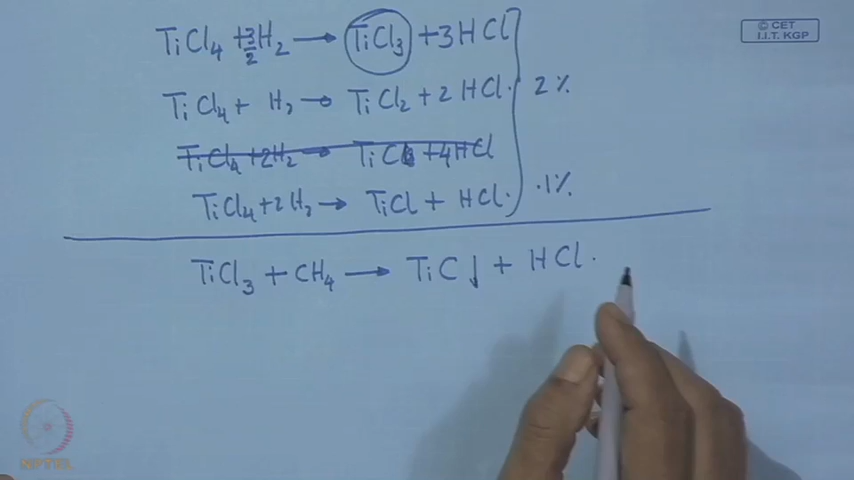 © CET
I.I.T. KGP
TiCl4 + 3/2 H2 → TiCl3 + 3HCl
TiCl4 + H2 → TiCl2 + 2HCl. 2%
TiCl4 + 2H2 → + 4HCl
TiCl4 + 2H2 → TiCl + HCl. .1%
TiCl3 + CH4 → TiC ↓ + HCl.
NPTEL